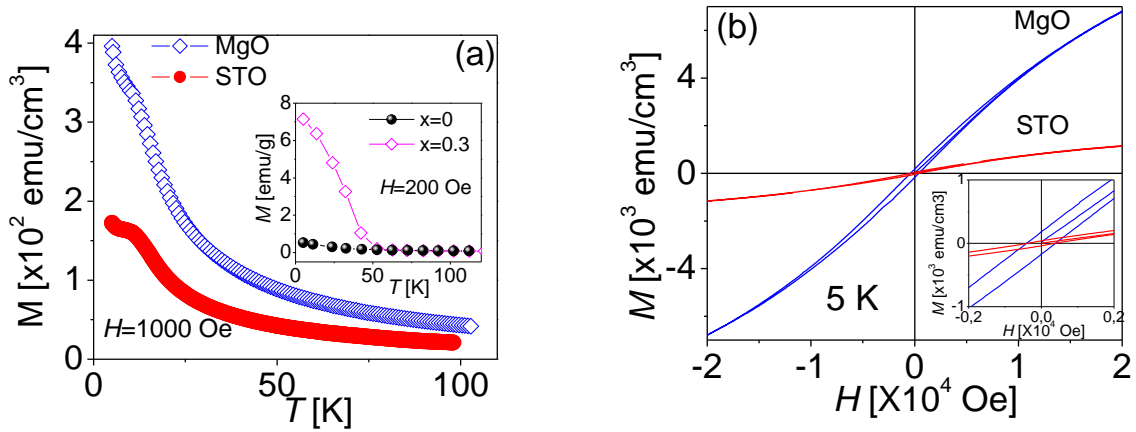 (a)
MgO
STO
M [x10² emu/cm³]
4
3
2
1
0
0
50
100
T [K]
H=1000 Oe
M [emu/g]
8
6
4
2
0
x=0
x=0.3
H=200 Oe
0
50
100
T [K]
(b)
MgO
STO
M [x10³ emu/cm³]
4
0
-4
5 K
-2
-1
0
1
2
H [X10⁴ Oe]
M [x10³ emu/cm3]
1
0
-1
-0,2
0,0
0,2
H [X10⁴ Oe]